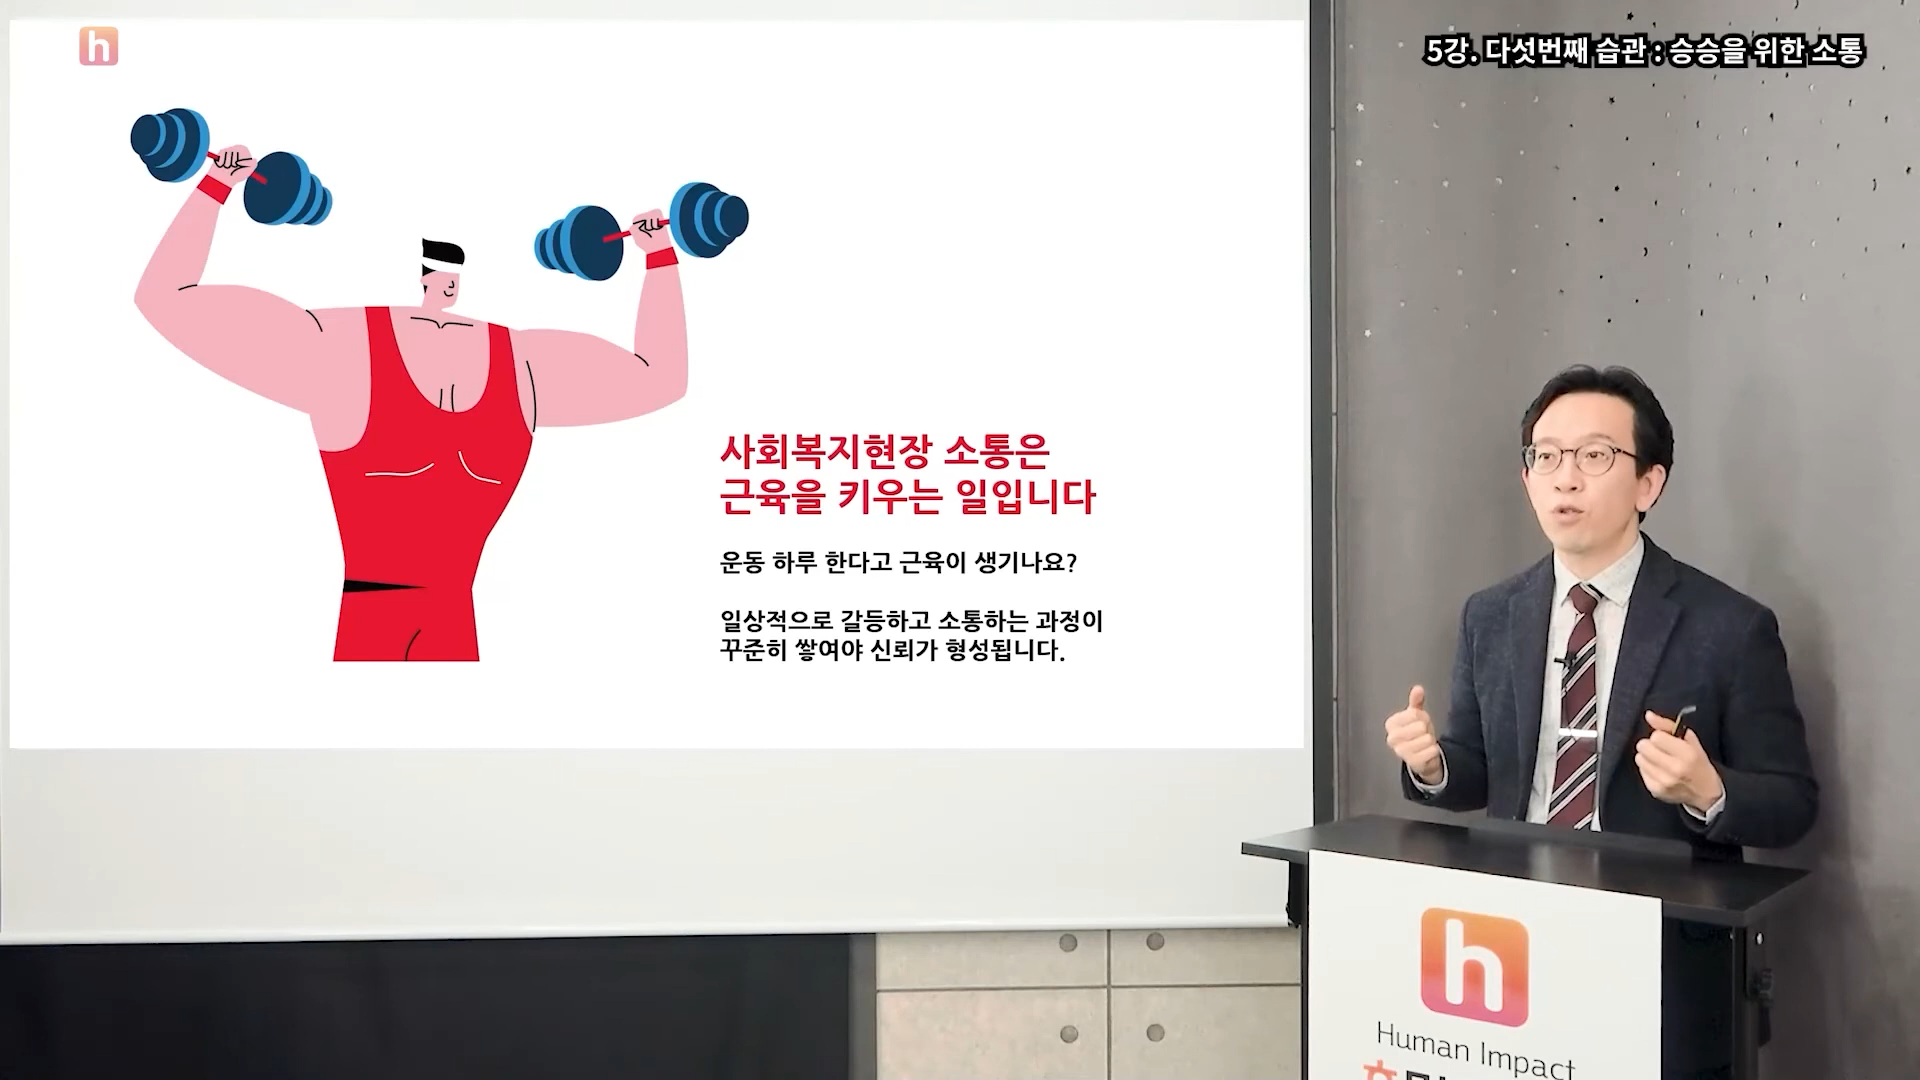 h
5강. 다섯번째 습관 : 승승을 위한 소통
사회복지현장 소통은
근육을 키우는 일입니다
운동 하루 한다고 근육이 생기나요?
일상적으로 갈등하고 소통하는 과정이
꾸준히 쌓여야 신뢰가 형성됩니다.
h
Human Impact